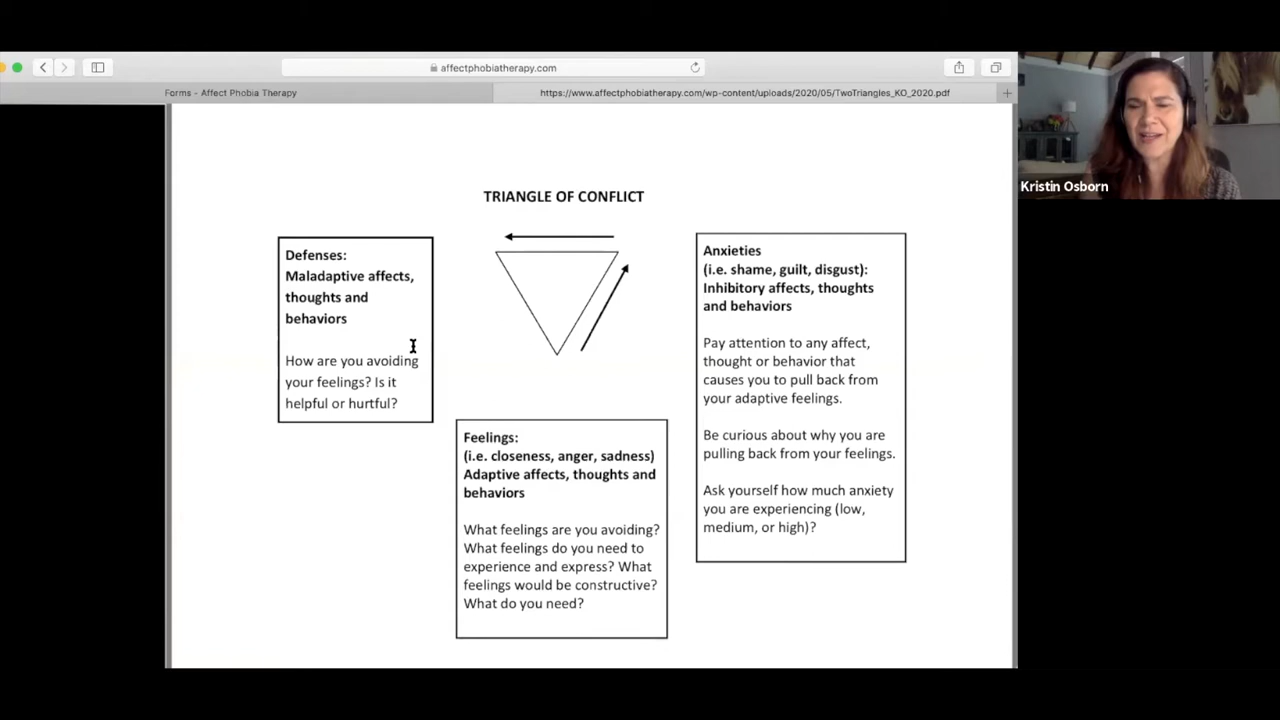 affectphobiatherapy.com
Forms - Affect Phobia Therapy
https://www.affectphobiatherapy.com/wp-content/uploads/2020/05/TwoTriangles_KO_2020.pdf
Kristin Osborn
TRIANGLE OF CONFLICT
Defenses:
Maladaptive affects,
thoughts and
behaviors
How are you avoiding
your feelings? Is it
helpful or hurtful?
Anxieties
(i.e. shame, guilt, disgust):
Inhibitory affects, thoughts
and behaviors
Pay attention to any affect,
thought or behavior that
causes you to pull back from
your adaptive feelings.
Be curious about why you are
pulling back from your feelings.
Ask yourself how much anxiety
you are experiencing (low,
medium, or high)?
Feelings:
(i.e. closeness, anger, sadness)
Adaptive affects, thoughts and
behaviors
What feelings are you avoiding?
What feelings do you need to
experience and express? What
feelings would be constructive?
What do you need?